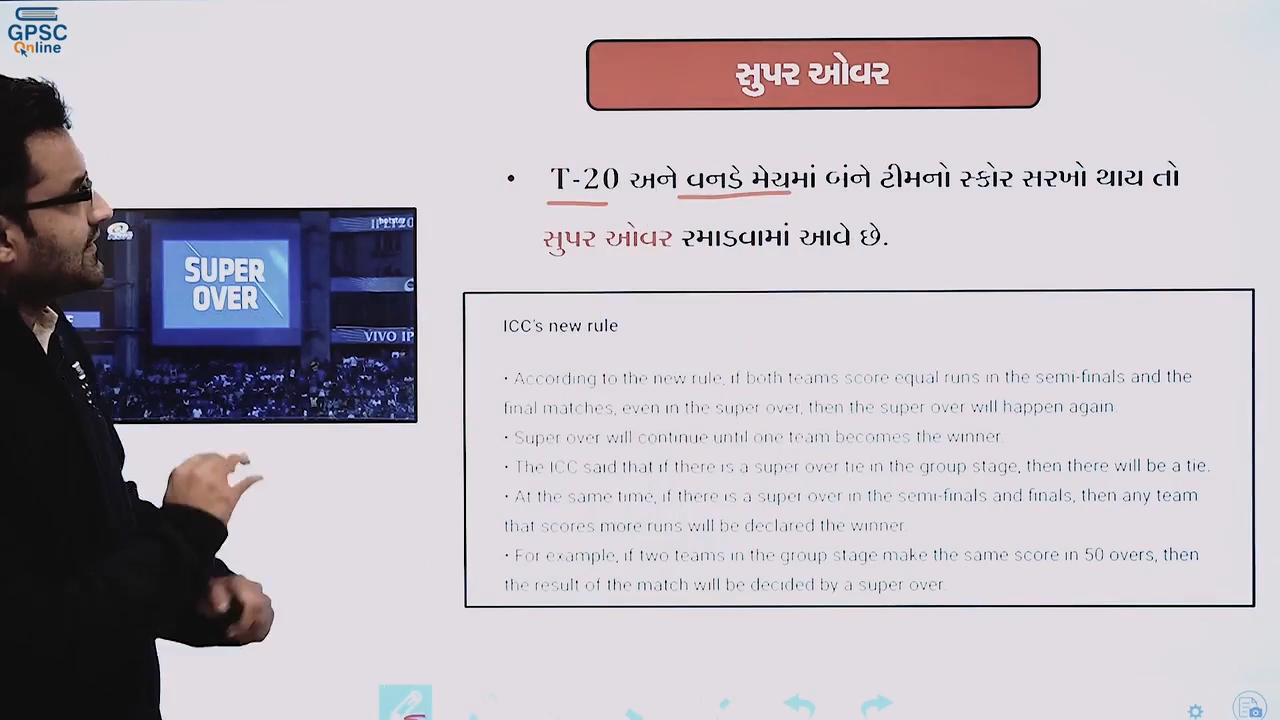 GPSC
Online
સુપર ઓવર
• T-20 અને વનડે મેચમાં બંને ટીમનો સ્કોર સરખો થાય તો
સુપર ઓવર રમાડવામાં આવે છે.
SUPER
OVER
VIVO IP
ICC's new rule
• According to the new rule, if both teams score equal runs in the semi-finals and the
final matches, even in the super over, then the super over will happen again.
• Super over will continue until one team becomes the winner.
• The ICC said that if there is a super over tie in the group stage, then there will be a tie.
• At the same time, if there is a super over in the semi-finals and finals, then any team
that scores more runs will be declared the winner.
• For example, if two teams in the group stage make the same score in 50 overs, then
the result of the match will be decided by a super over.